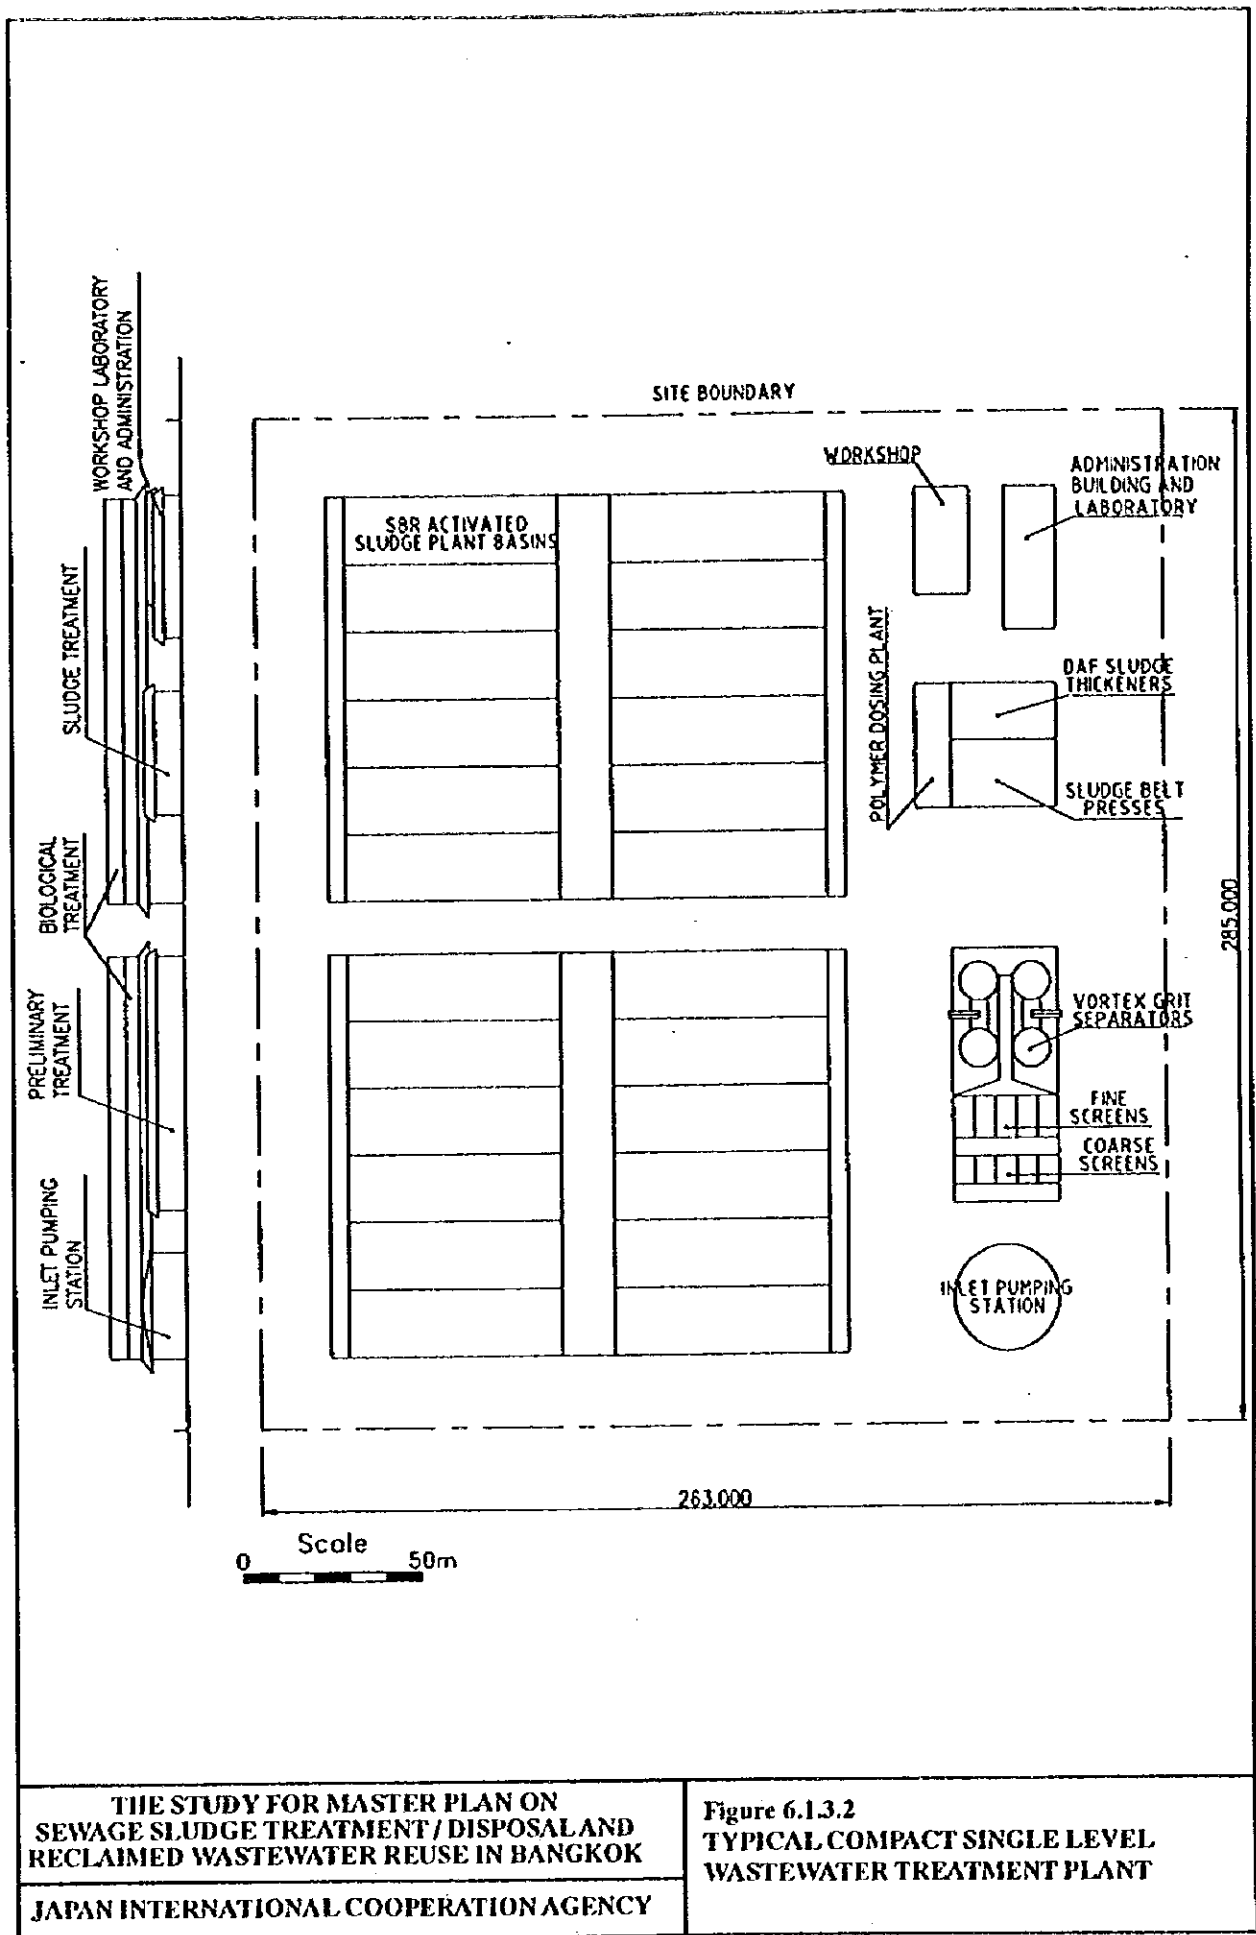 SITE BOUNDARY
WORKSHOP LABORATORY
AND ADMINISTRATION
SLUDGE TREATMENT
BIOLOGICAL
TREATMENT
PRELIMINARY
TREATMENT
INLET PUMPING
STATION
SBR ACTIVATED
SLUDGE PLANT BASINS
WORKSHOP
ADMINISTRATION
BUILDING AND
LABORATORY
POLYMER DOSING PLANT
DAF SLUDGE
THICKENERS
SLUDGE BELT
PRESSES
285.000
VORTEX GRIT
SEPARATORS
FINE
SCREENS
COARSE
SCREENS
INLET PUMPING
STATION
263.000
Scale
0 50m
THE STUDY FOR MASTER PLAN ON
SEWAGE SLUDGE TREATMENT / DISPOSAL AND
RECLAIMED WASTEWATER REUSE IN BANGKOK
JAPAN INTERNATIONAL COOPERATION AGENCY
Figure 6.1.3.2
TYPICAL COMPACT SINGLE LEVEL
WASTEWATER TREATMENT PLANT